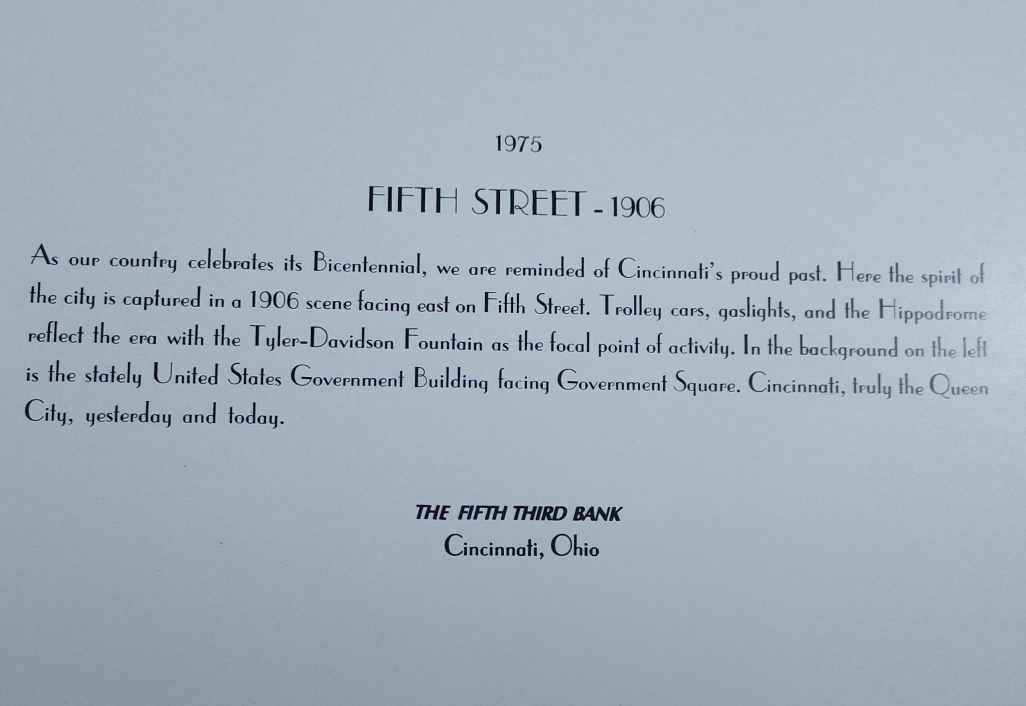 1975
FIFTH STREET - 1906
As our country celebrates its Bicentennial, we are reminded of Cincinnati's proud past. Here the spirit of
the city is captured in a 1906 scene facing east on Fifth Street. Trolley cars, gaslights, and the Hippodrome
reflect the era with the Tyler-Davidson Fountain as the focal point of activity. In the background on the left
is the stately United States Government Building facing Government Square. Cincinnati, truly the Queen
City, yesterday and today.
THE FIFTH THIRD BANK
Cincinnati, Ohio